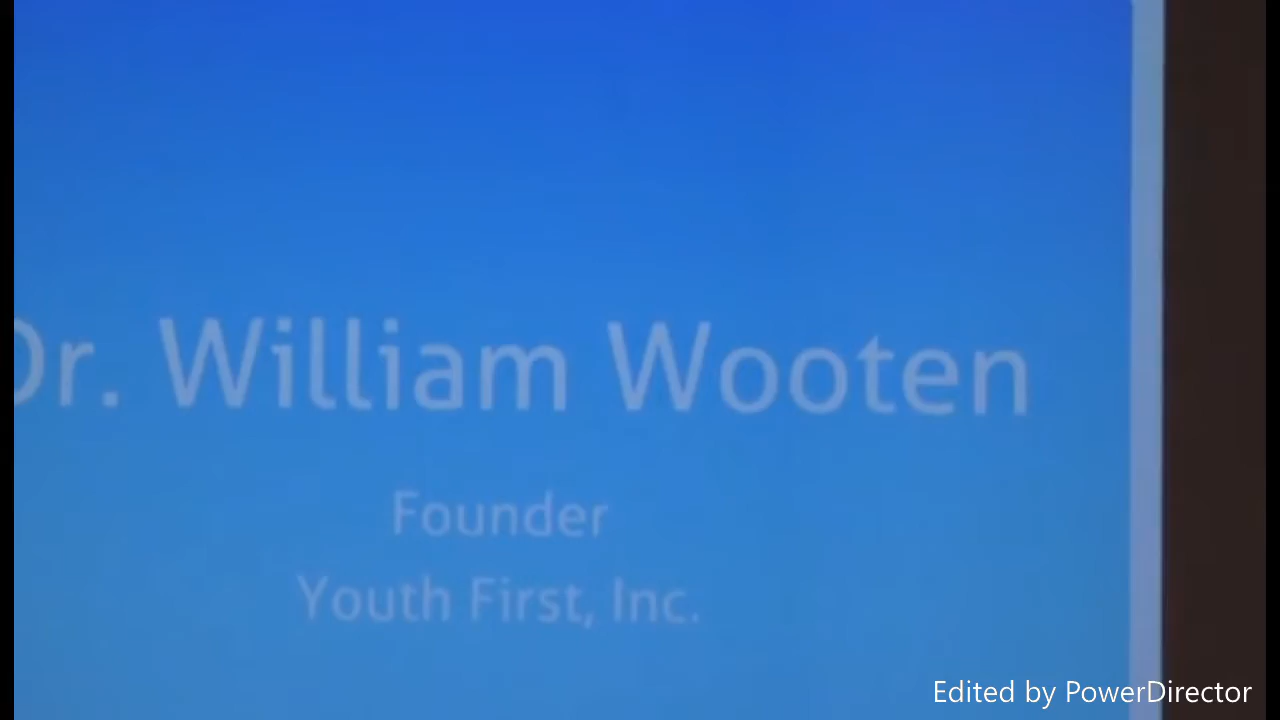 Dr. William Wooten
Founder
Youth First, Inc.
Edited by PowerDirector